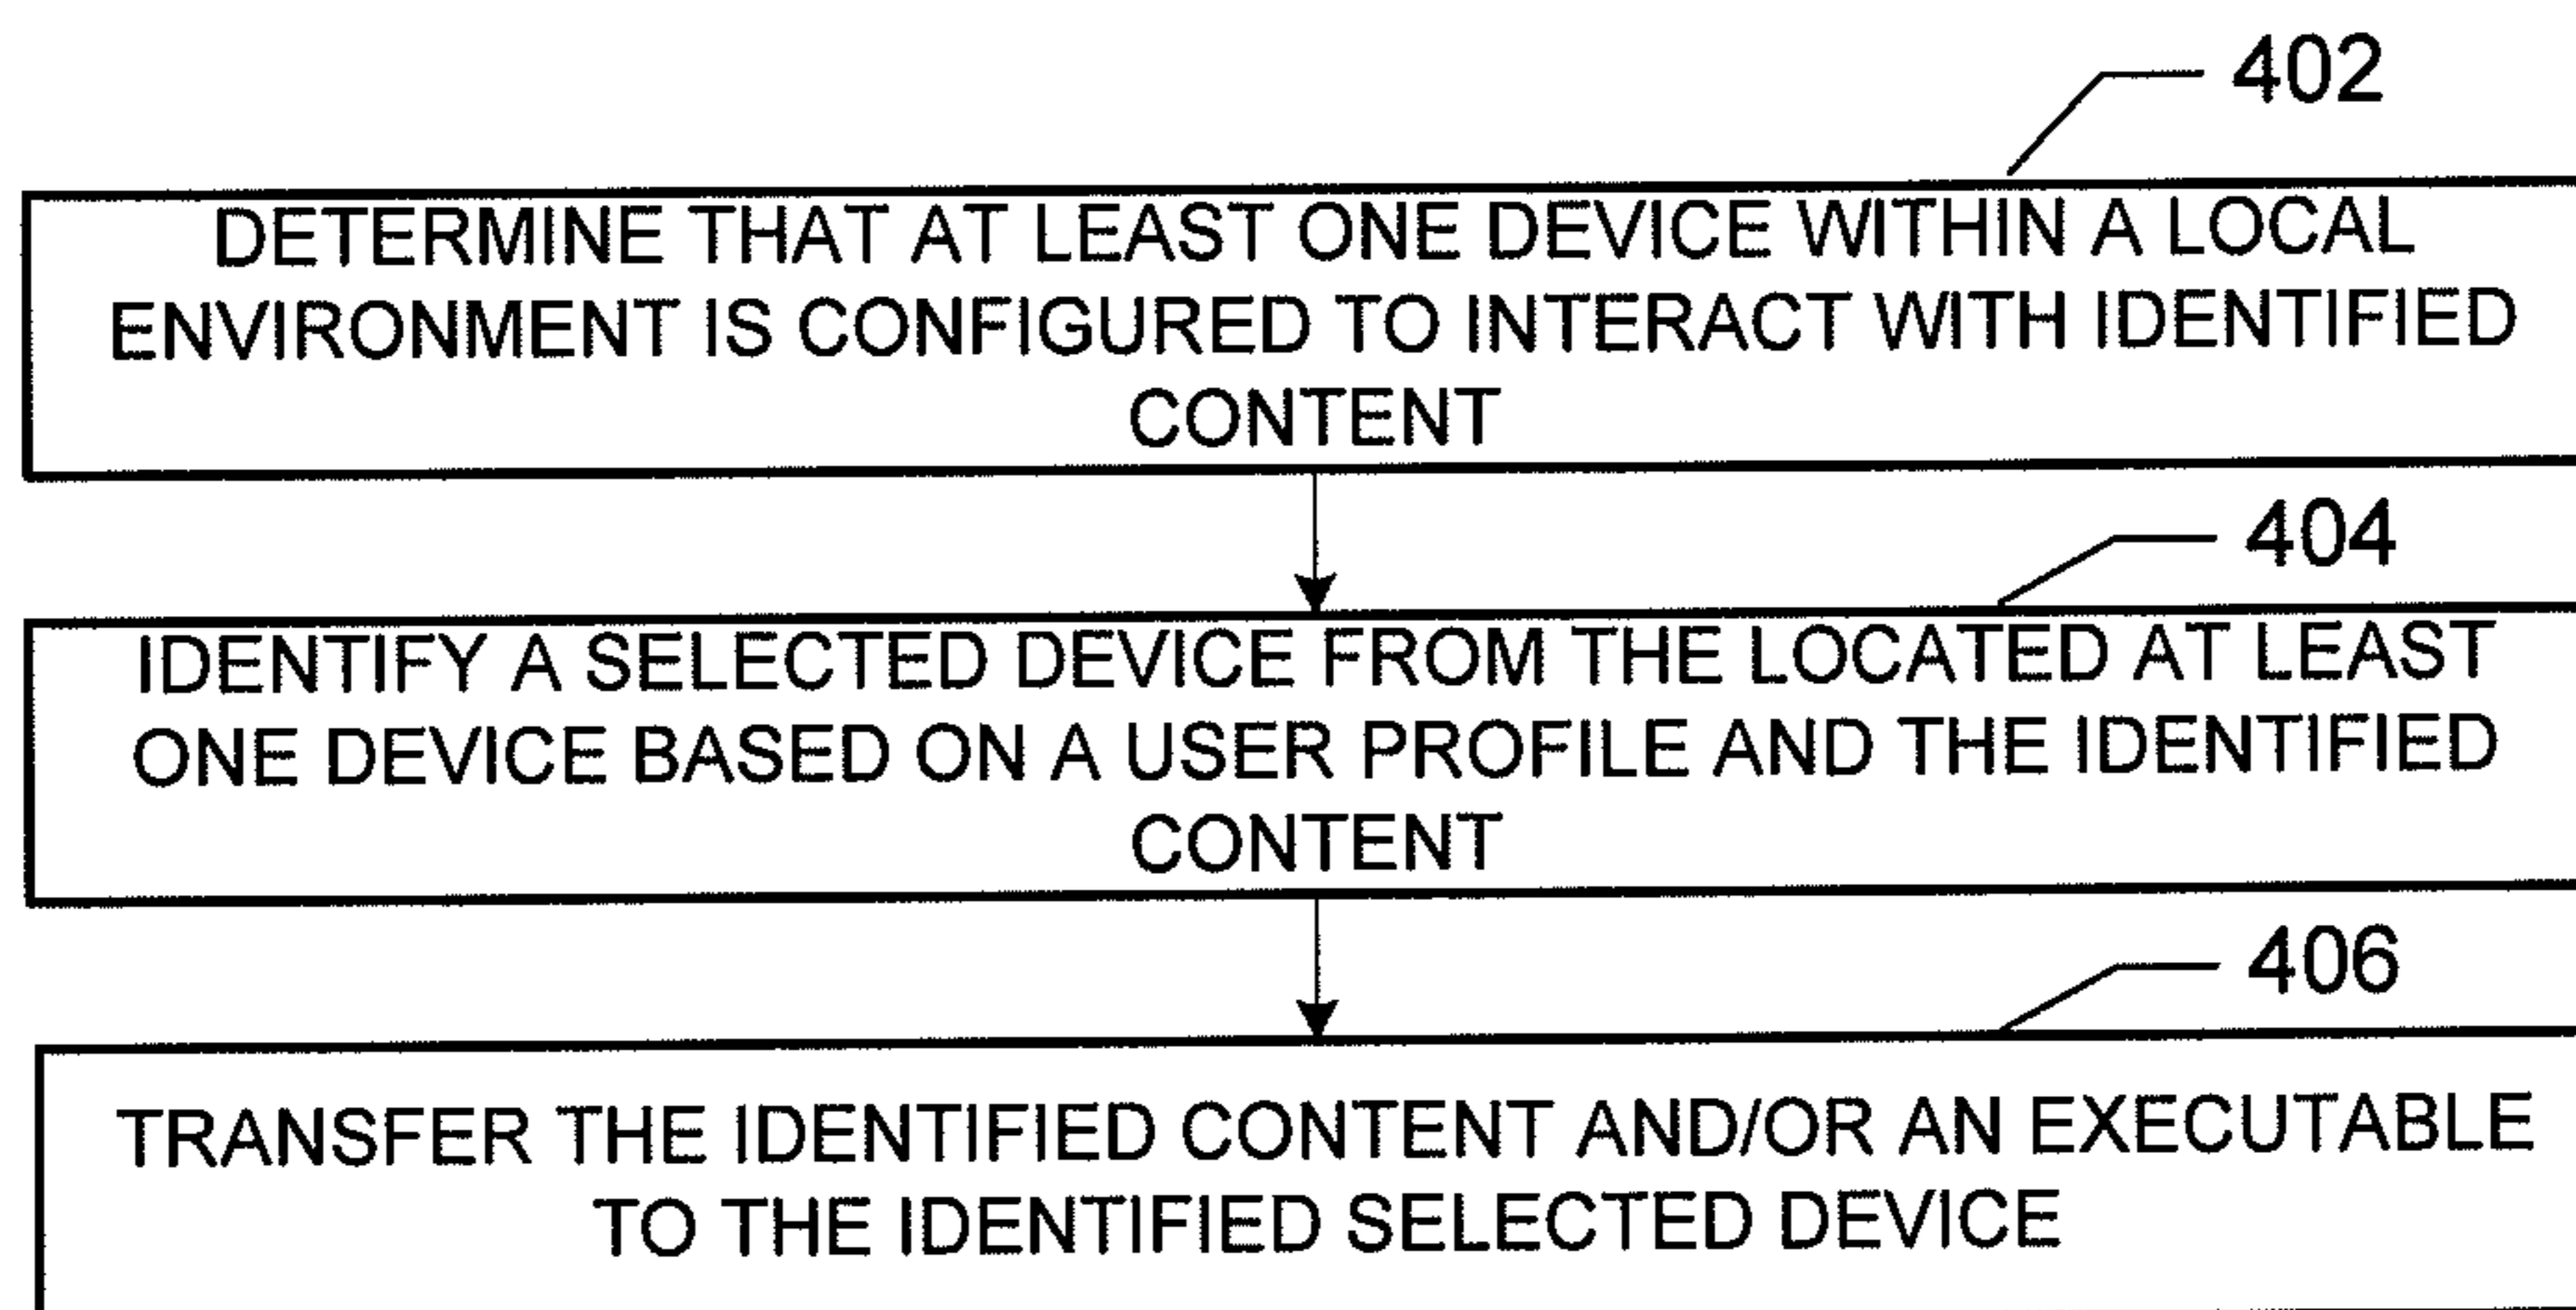 402
DETERMINE THAT AT LEAST ONE DEVICE WITHIN A LOCAL
ENVIRONMENT IS CONFIGURED TO INTERACT WITH IDENTIFIED
CONTENT
404
IDENTIFY A SELECTED DEVICE FROM THE LOCATED AT LEAST
ONE DEVICE BASED ON A USER PROFILE AND THE IDENTIFIED
CONTENT
406
TRANSFER THE IDENTIFIED CONTENT AND/OR AN EXECUTABLE
TO THE IDENTIFIED SELECTED DEVICE